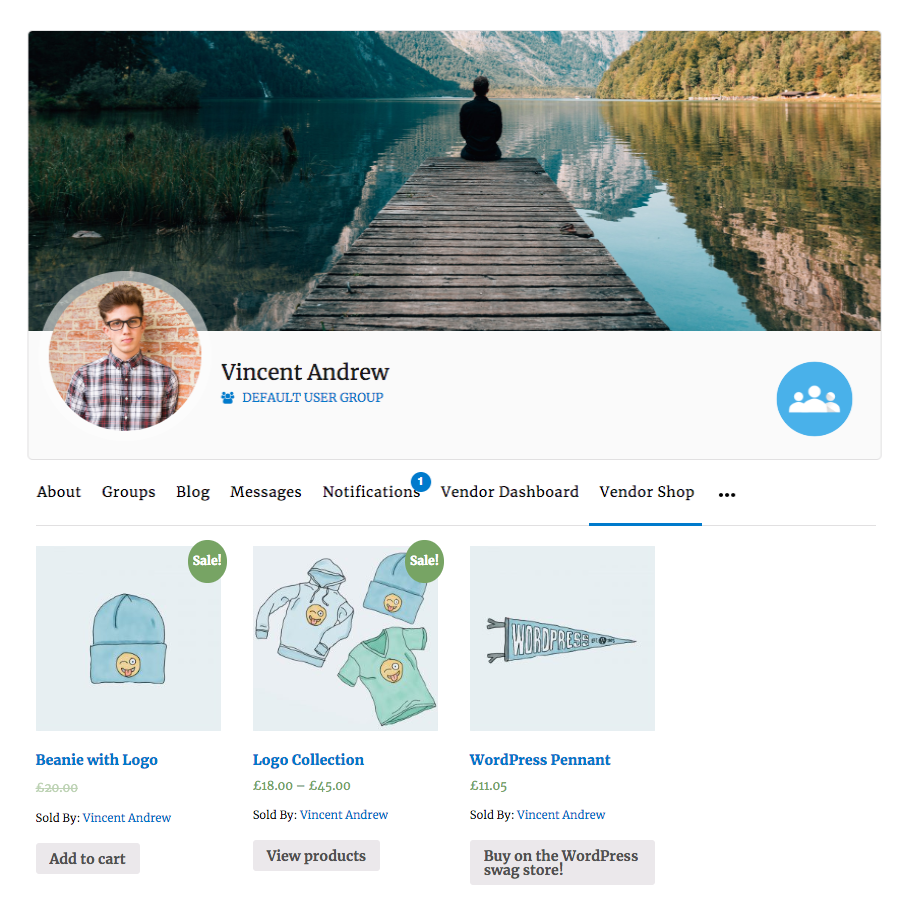 Vincent Andrew
DEFAULT USER GROUP
About Groups Blog Messages Notifications 1 Vendor Dashboard Vendor Shop •••
Sale!
Sale!
WORDPRESS
Beanie with Logo
£20.00
Sold By: Vincent Andrew
Add to cart
Logo Collection
£18.00 – £45.00
Sold By: Vincent Andrew
View products
WordPress Pennant
£11.05
Sold By: Vincent Andrew
Buy on the WordPress
swag store!